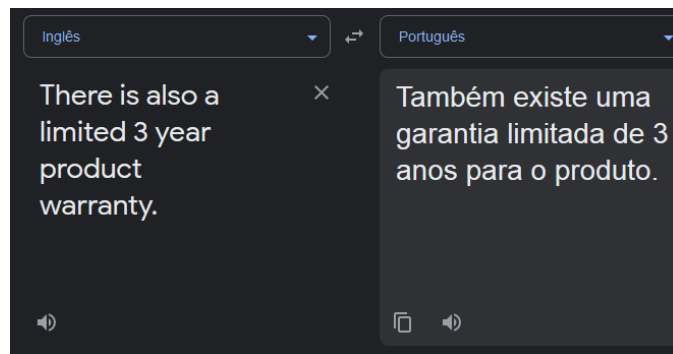 Inglês
Português
There is also a
limited 3 year
product
warranty.
Também existe uma
garantia limitada de 3
anos para o produto.